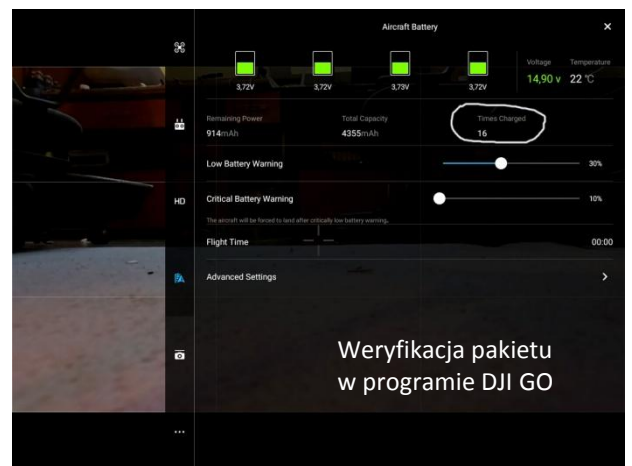 Aircraft Battery ×
Voltage Temperature
14,90 v 22 °C
3,72V 3,72V 3,73V 3,72V
Remaining Power Total Capacity Times Charged
914mAh 4355mAh 16
Low Battery Warning 30%
HD
Critical Battery Warning 10%
The aircraft will be forced to land after critically low battery warning.
Flight Time 00:00
Advanced Settings >
Weryfikacja pakietu
w programie DJI GO